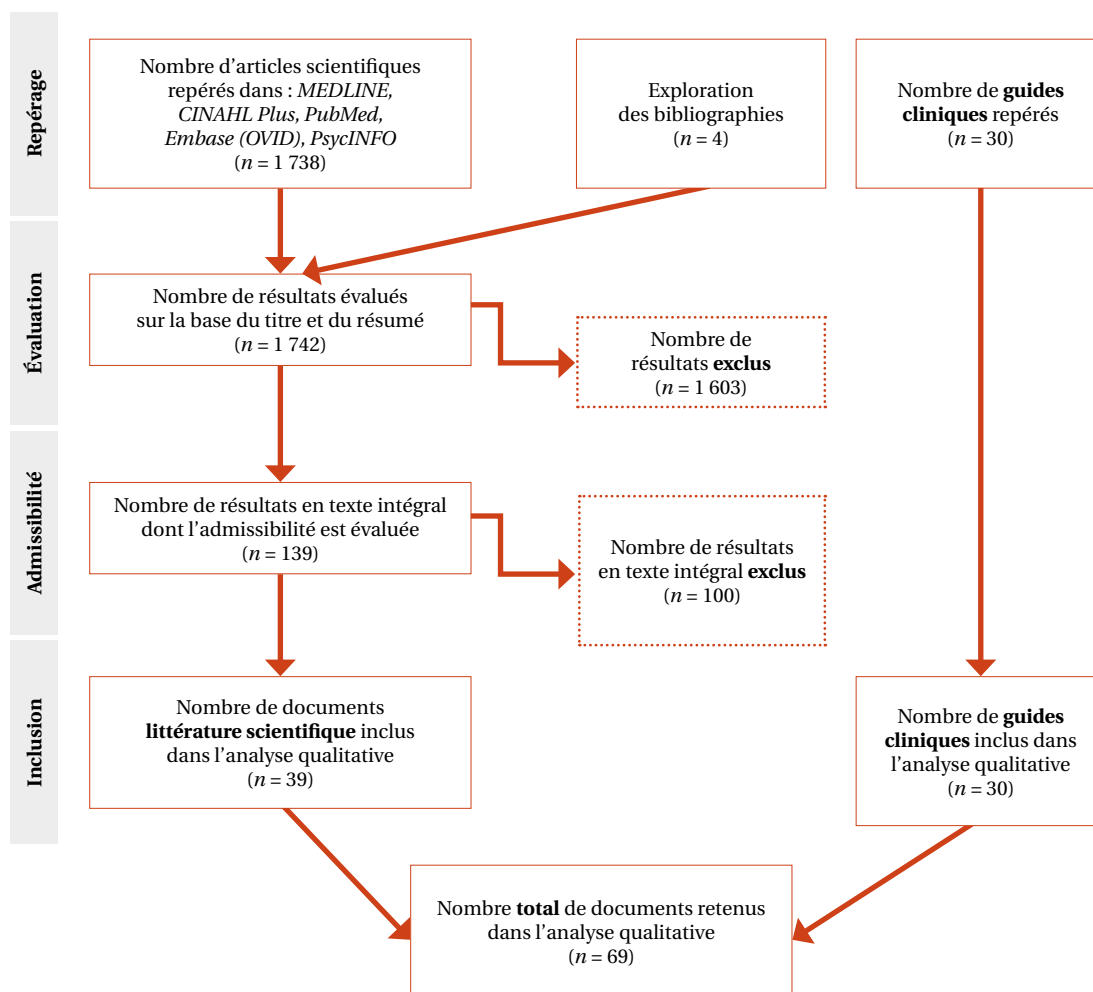 Repérage
Nombre d'articles scientifiques
repérés dans : MEDLINE,
CINAHL Plus, PubMed,
Embase (OVID), PsycINFO
(n = 1 738)
Exploration
des bibliographies
(n = 4)
Nombre de guides
cliniques repérés
(n = 30)
Évaluation
Nombre de résultats évalués
sur la base du titre et du résumé
(n = 1 742)
Nombre de
résultats exclus
(n = 1 603)
Admissibilité
Nombre de résultats en texte intégral
dont l'admissibilité est évaluée
(n = 139)
Nombre de résultats
en texte intégral exclus
(n = 100)
Inclusion
Nombre de documents
littérature scientifique inclus
dans l'analyse qualitative
(n = 39)
Nombre de guides
cliniques inclus dans
l'analyse qualitative
(n = 30)
Nombre total de documents retenus
dans l'analyse qualitative
(n = 69)